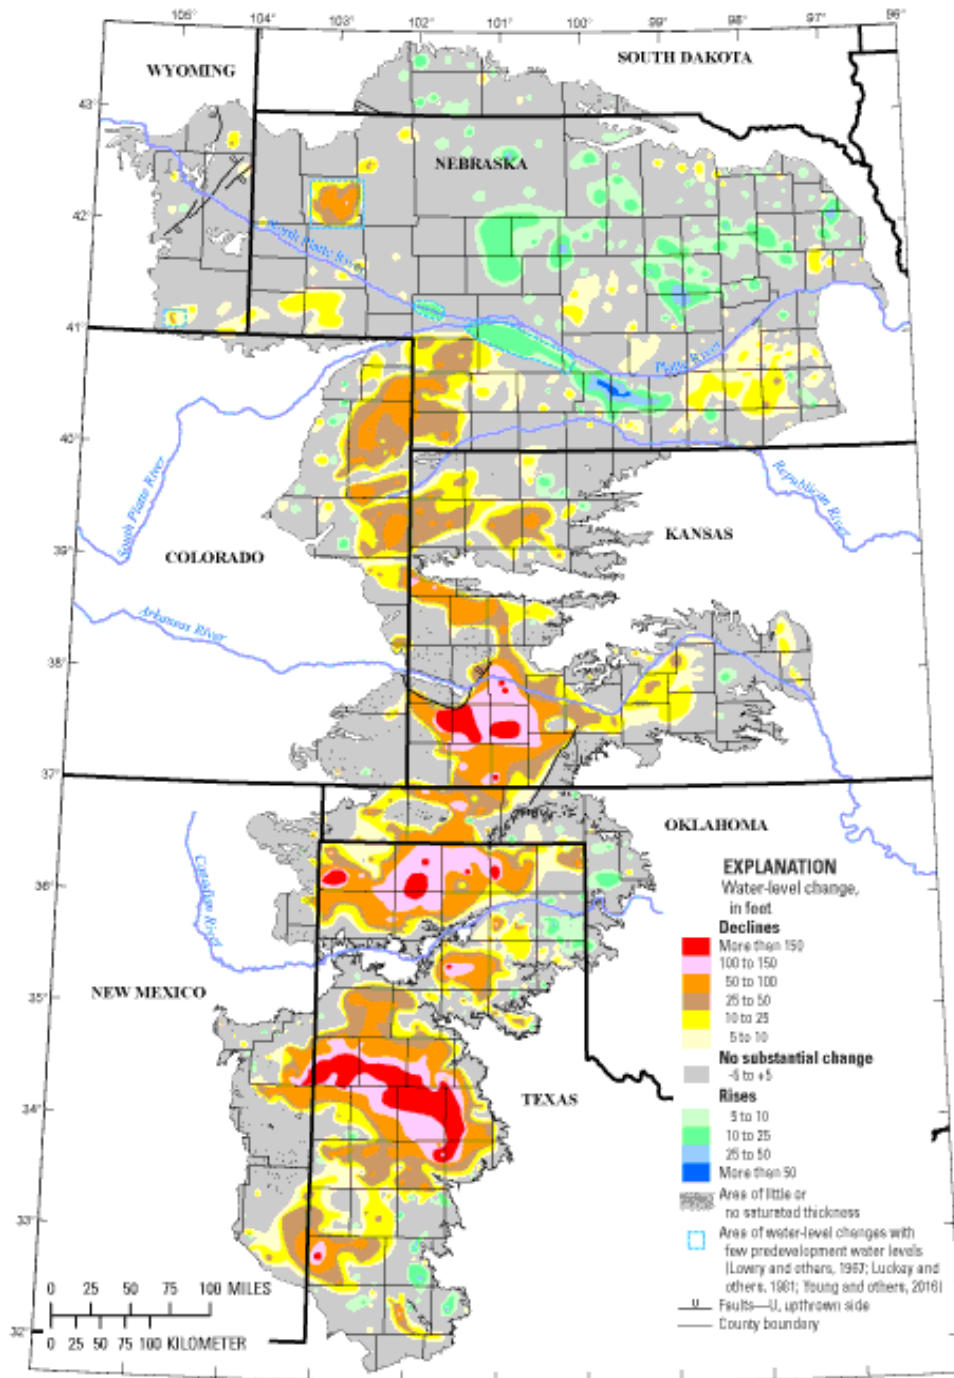 105° 104° 103° 102° 101° 100° 99° 98° 97° 96°
WYOMING
SOUTH DAKOTA
43°
NEBRASKA
42°
North Platte River
41°
Platte River
40°
South Platte River
Republican River
KANSAS
39°
COLORADO
Arkansas River
38°
37°
OKLAHOMA
Canadian River
36°
EXPLANATION
Water-level change,
in feet
Declines
More then 150
100 to 150
50 to 100
25 to 50
10 to 25
5 to 10
No substantial change
-5 to +5
Rises
5 to 10
10 to 25
25 to 50
More then 50
Area of little or
no saturated thickness
Area of water-level changes with
few predevelopment water levels
(Lowry and others, 1967; Luckey and
others, 1981; Young and others, 2016)
Faults—U, upthrown side
County boundary
35°
NEW MEXICO
34°
TEXAS
33°
0 25 50 75 100 MILES
32°
0 25 50 75 100 KILOMETER